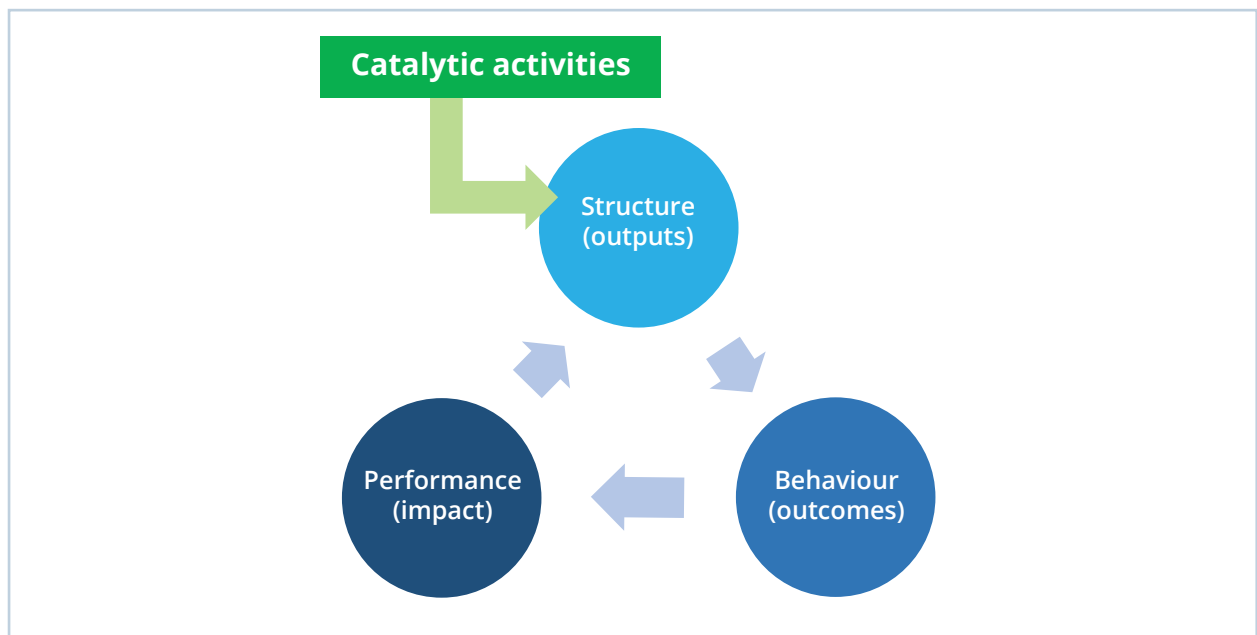 Catalytic activities
Structure
(outputs)
Performance
(impact)
Behaviour
(outcomes)